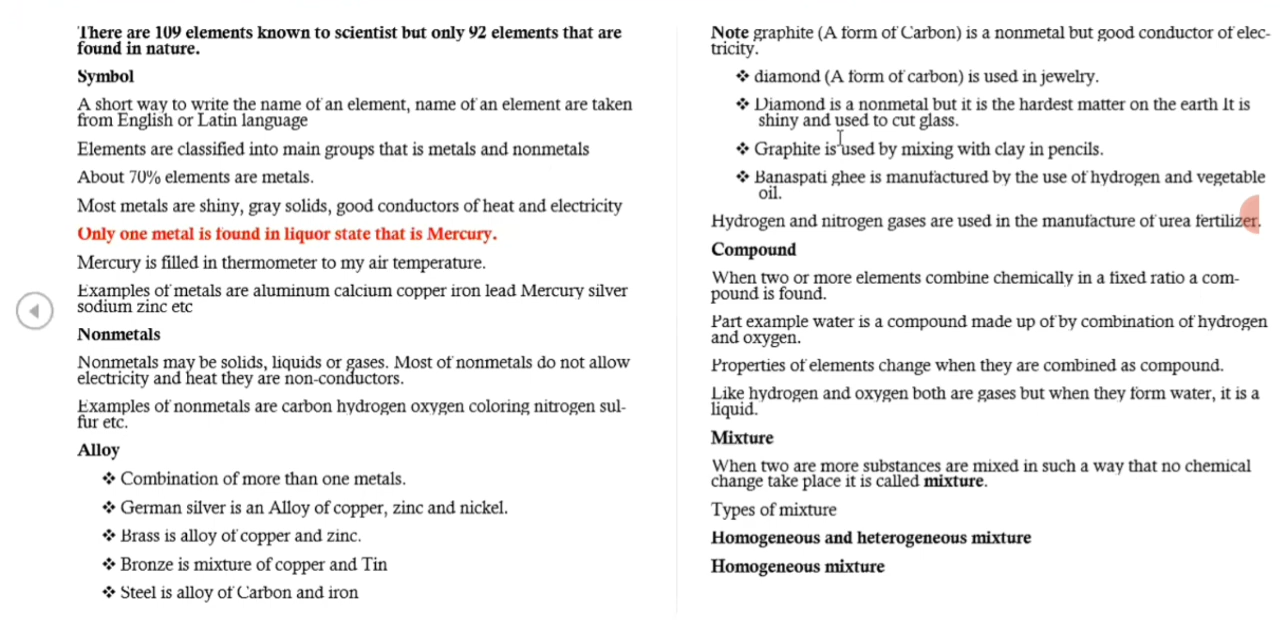 There are 109 elements known to scientist but only 92 elements that are
found in nature.
Symbol
A short way to write the name of an element, name of an element are taken
from English or Latin language
Elements are classified into main groups that is metals and nonmetals
About 70% elements are metals.
Most metals are shiny, gray solids, good conductors of heat and electricity
Only one metal is found in liquor state that is Mercury.
Mercury is filled in thermometer to my air temperature.
Examples of metals are aluminum calcium copper iron lead Mercury silver
sodium zinc etc
Nonmetals
Nonmetals may be solids, liquids or gases. Most of nonmetals do not allow
electricity and heat they are non-conductors.
Examples of nonmetals are carbon hydrogen oxygen coloring nitrogen sul-
fur etc.
Alloy
❖ Combination of more than one metals.
❖ German silver is an Alloy of copper, zinc and nickel.
❖ Brass is alloy of copper and zinc.
❖ Bronze is mixture of copper and Tin
❖ Steel is alloy of Carbon and iron
Note graphite (A form of Carbon) is a nonmetal but good conductor of elec-
tricity.
❖ diamond (A form of carbon) is used in jewelry.
❖ Diamond is a nonmetal but it is the hardest matter on the earth It is
shiny and used to cut glass.
❖ Graphite is used by mixing with clay in pencils.
❖ Banaspati ghee is manufactured by the use of hydrogen and vegetable
oil.
Hydrogen and nitrogen gases are used in the manufacture of urea fertilizer.
Compound
When two or more elements combine chemically in a fixed ratio a com-
pound is found.
Part example water is a compound made up of by combination of hydrogen
and oxygen.
Properties of elements change when they are combined as compound.
Like hydrogen and oxygen both are gases but when they form water, it is a
liquid.
Mixture
When two are more substances are mixed in such a way that no chemical
change take place it is called mixture.
Types of mixture
Homogeneous and heterogeneous mixture
Homogeneous mixture